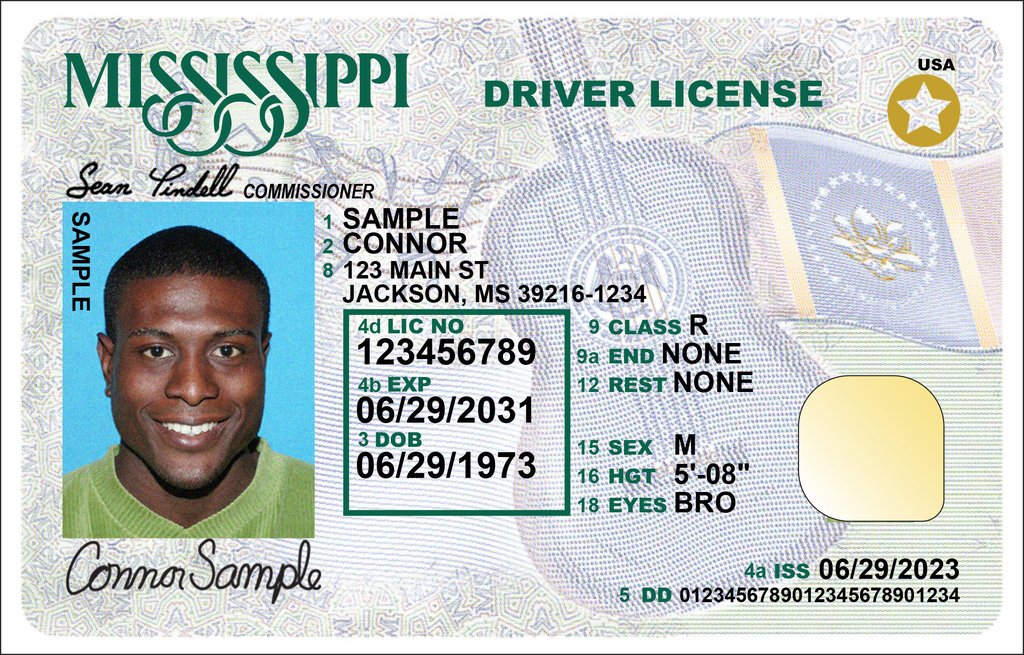 MISSISSIPPI
DRIVER LICENSE
USA
Sean Tindell COMMISSIONER
SAMPLE
1 SAMPLE
2 CONNOR
8 123 MAIN ST
JACKSON, MS 39216-1234
4d LIC NO
123456789
4b EXP
06/29/2031
3 DOB
06/29/1973
9 CLASS R
9a END NONE
12 REST NONE
15 SEX M
16 HGT 5'-08"
18 EYES BRO
Connor Sample
4a ISS 06/29/2023
5 DD 0123456789012345678901234